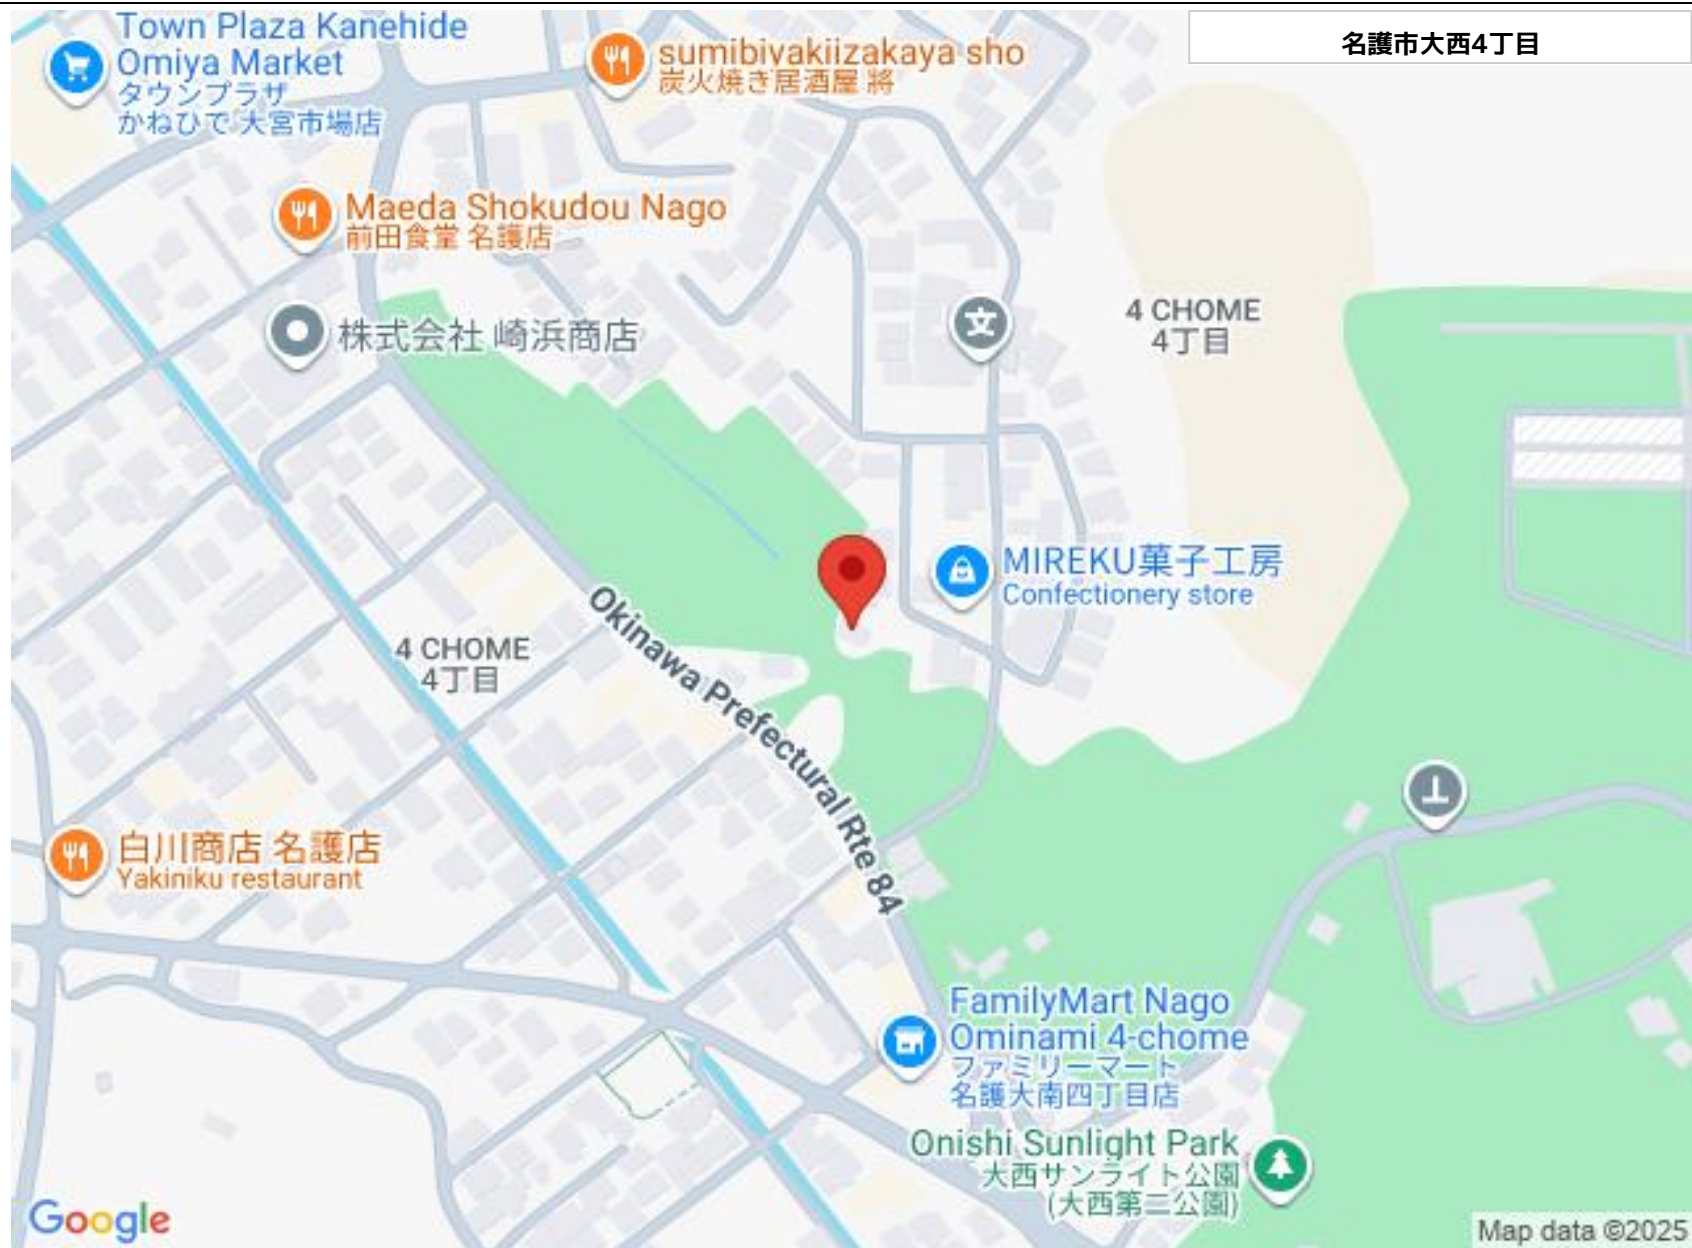 名護市大西4丁目
Town Plaza Kanehide
Omiya Market
タウンプラザ
かねひで 大宮市場店
sumibiyakiizakaya sho
炭火焼き居酒屋 將
Maeda Shokudou Nago
前田食堂 名護店
株式会社 崎浜商店
文
4 CHOME
4丁目
MIREKU菓子工房
Confectionery store
4 CHOME
4丁目
Okinawa Prefectural Rte 84
白川商店 名護店
Yakiniku restaurant
FamilyMart Nago
Ominami 4-chome
ファミリーマート
名護大南四丁目店
Onishi Sunlight Park
大西サンライト公園
(大西第二公園)
Google
Map data ©2025